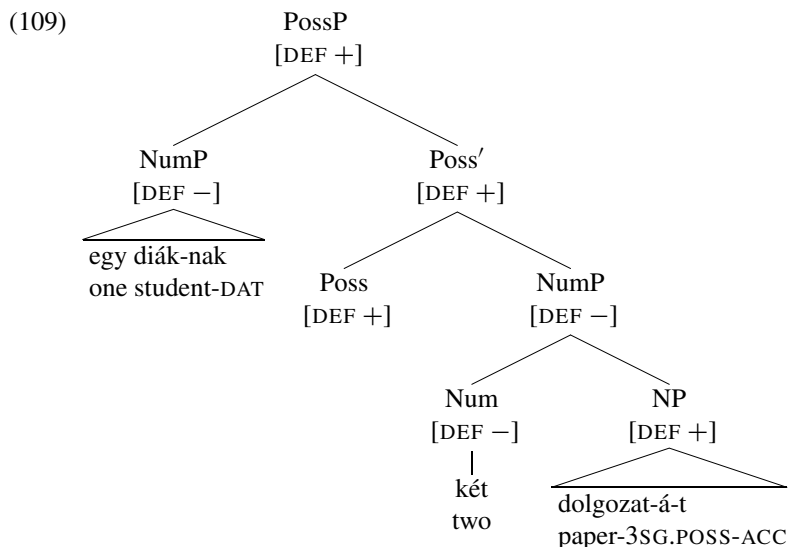 (109) PossP
[DEF +]
NumP Poss′
[DEF −] [DEF +]
egy diák-nak
one student-DAT
Poss NumP
[DEF +] [DEF −]
Num NP
[DEF −] [DEF +]
két dolgozat-á-t
two paper-3SG.POSS-ACC